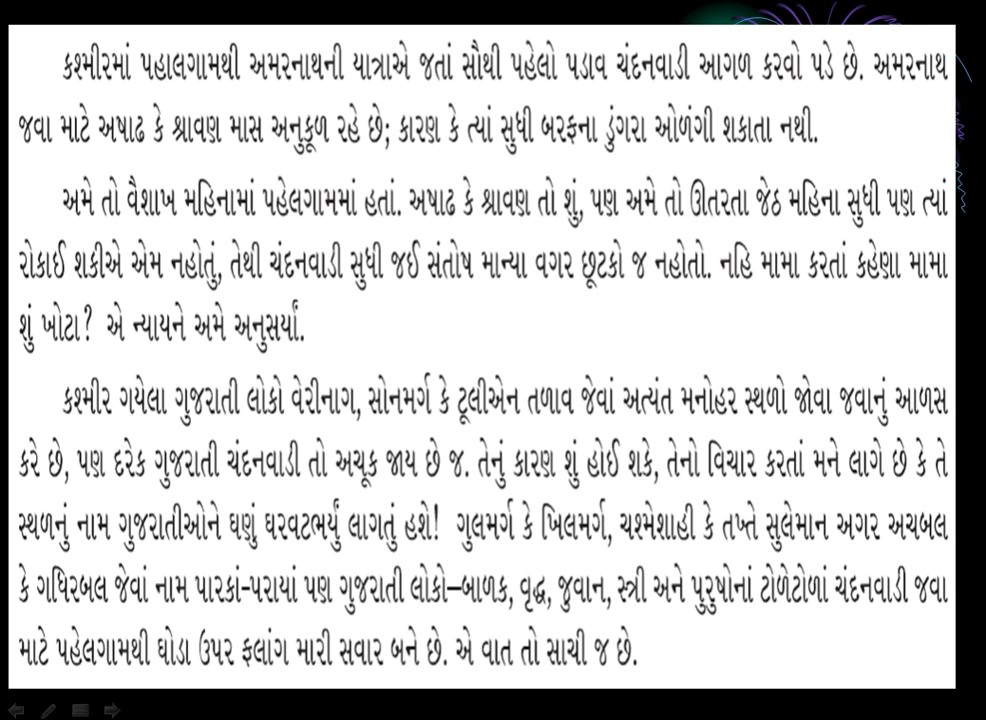 કશ્મીરમાં પહાલગામથી અમરનાથની યાત્રાએ જતાં સૌથી પહેલો પડાવ ચંદનવાડી આગળ કરવો પડે છે. અમરનાથ
જવા માટે અષાઢ કે શ્રાવણ માસ અનુકૂળ રહે છે; કારણ કે ત્યાં સુધી બરફના ડુંગરા ઓળંગી શકાતા નથી.
અમે તો વૈશાખ મહિનામાં પહેલગામમાં હતાં. અષાઢ કે શ્રાવણ તો શું, પણ અમે તો ઊતરતા જેઠ મહિના સુધી પણ ત્યાં
રોકાઈ શકીએ એમ નહોતું, તેથી ચંદનવાડી સુધી જઈ સંતોષ માન્યા વગર છૂટકો જ નહોતો. નહિ મામા કરતાં કહેણા મામા
શું ખોટા? એ ન્યાયને અમે અનુસર્યાં.
કશ્મીર ગયેલા ગુજરાતી લોકો વેરીનાગ, સોનમર્ગ કે ટૂલીએન તળાવ જેવાં અત્યંત મનોહર સ્થળો જોવા જવાનું આળસ
કરે છે, પણ દરેક ગુજરાતી ચંદનવાડી તો અચૂક જાય છે જ. તેનું કારણ શું હોઈ શકે, તેનો વિચાર કરતાં મને લાગે છે કે તે
સ્થળનું નામ ગુજરાતીઓને ઘણું ઘરવટભર્યું લાગતું હશે! ગુલમર્ગ કે ખિલમર્ગ, ચશ્મેશાહી કે તખ્તે સુલેમાન અગર અચબલ
કે ગધિરબલ જેવાં નામ પારકાં-પરાયાં પણ ગુજરાતી લોકો–બાળક, વૃદ્ધ, જુવાન, સ્ત્રી અને પુરુષોનાં ટોળેટોળાં ચંદનવાડી જવા
માટે પહેલગામથી ઘોડા ઉપર ફલાંગ મારી સવાર બને છે. એ વાત તો સાચી જ છે.